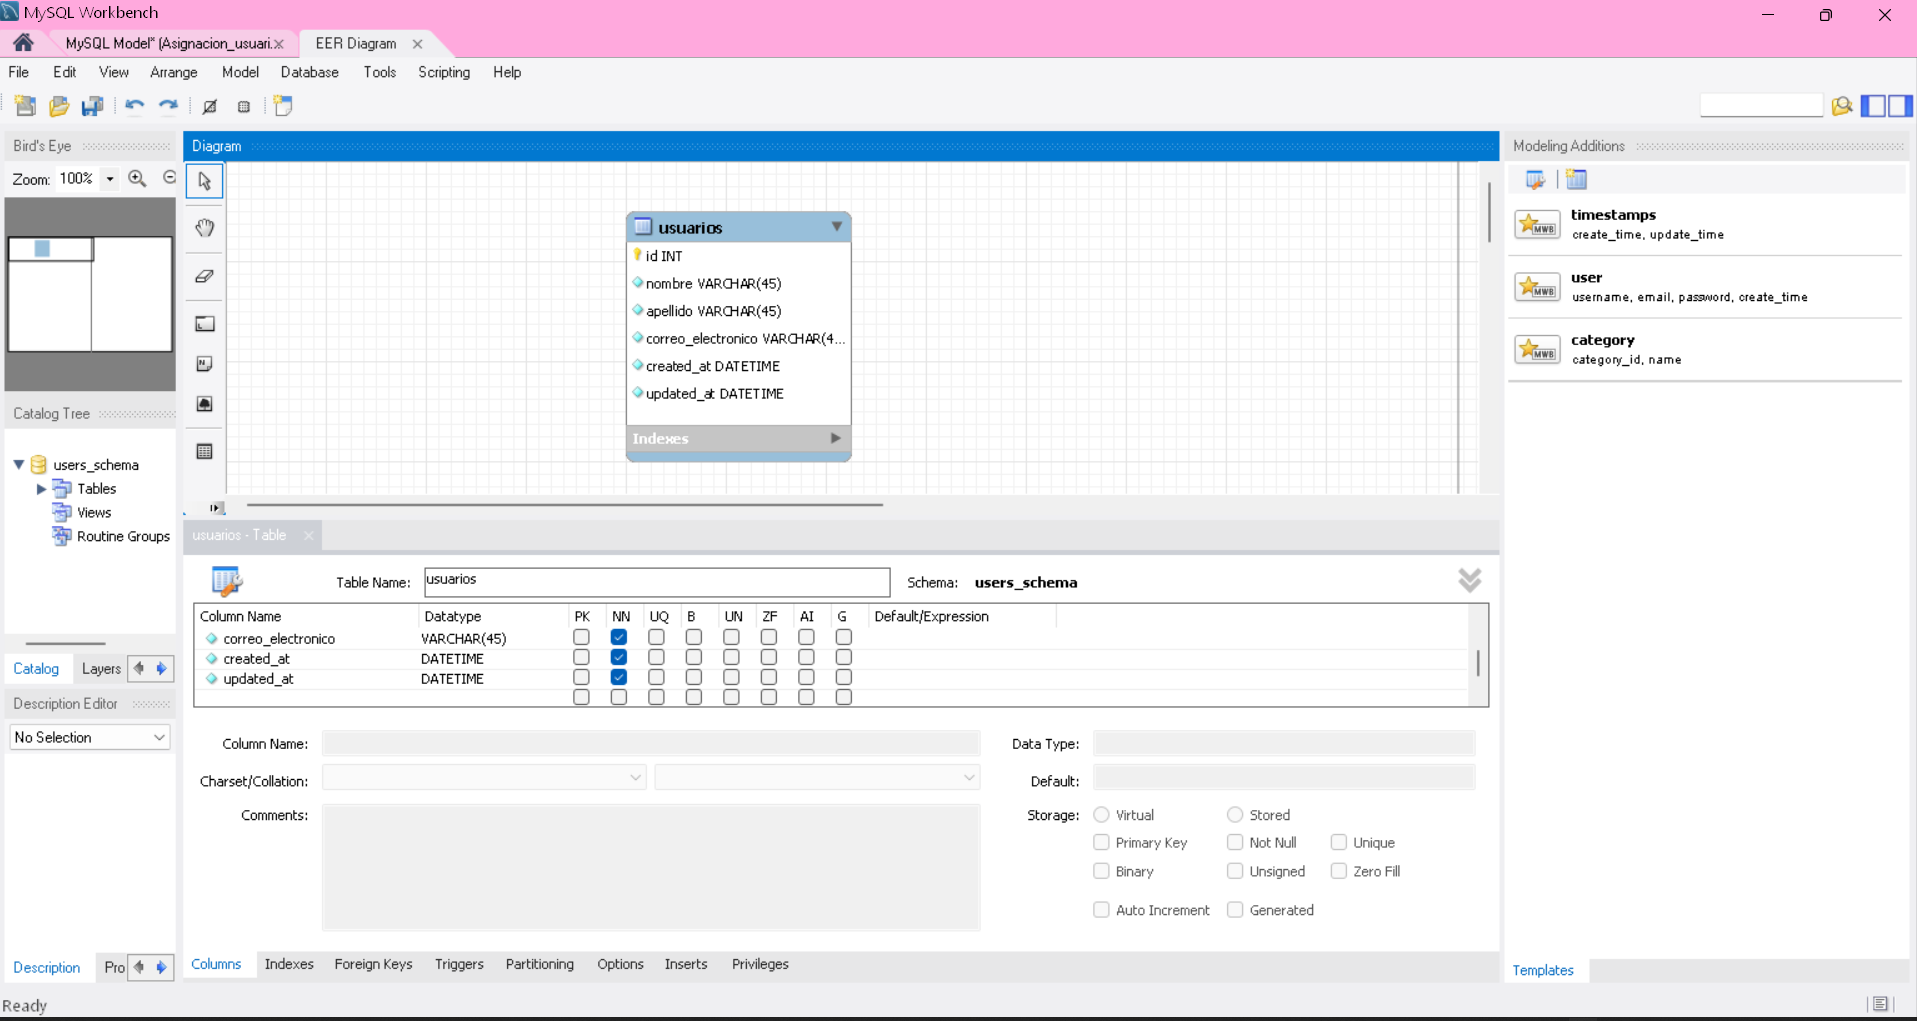 MySQL Workbench
MySQL Model* (Asignacion_usuari.
EER Diagram
File Edit View Arrange Model Database Tools Scripting Help
Bird's Eye
Zoom: 100%
Diagram
usuarios
id INT
nombre VARCHAR(45)
apellido VARCHAR(45)
correo_electronico VARCHAR(4...
created_at DATETIME
updated_at DATETIME
Indexes
Modeling Additions
timestamps
create_time, update_time
user
username, email, password, create_time
category
category_id, name
MWB
MWB
MWB
Catalog Tree
users_schema
Tables
Views
Routine Groups
Catalog Layers
Description Editor
No Selection
Description Pro
usuarios - Table
Table Name: usuarios Schema: users_schema
Column Name Datatype PK NN UQ B UN ZF AI G Default/Expression
correo_electronico VARCHAR(45)
created_at DATETIME
updated_at DATETIME
Column Name: Data Type:
Charset/Collation: Default:
Comments: Storage: Virtual Stored
Primary Key Not Null Unique
Binary Unsigned Zero Fill
Auto Increment Generated
Columns Indexes Foreign Keys Triggers Partitioning Options Inserts Privileges
Templates
Ready